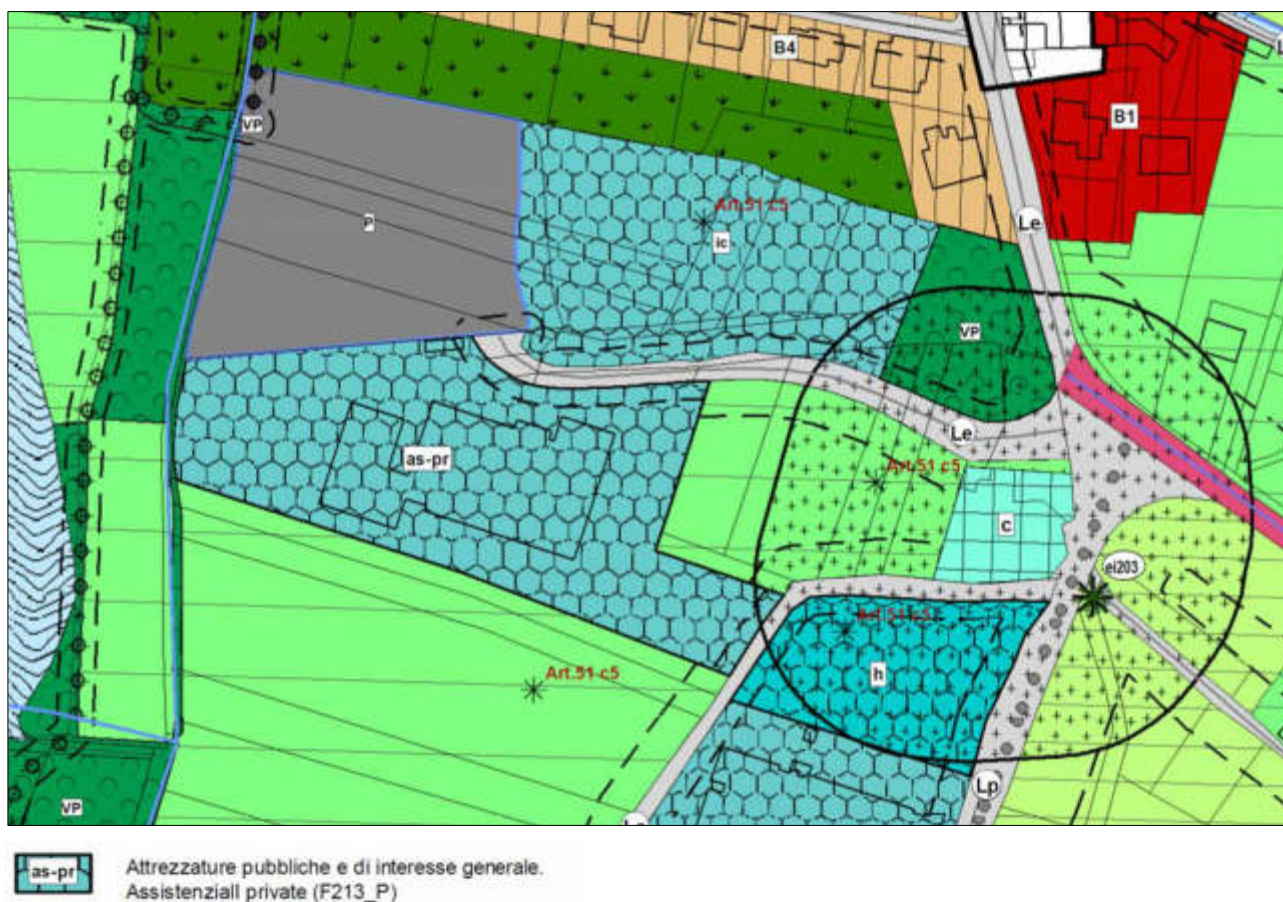 B4
B1
VP
Art.51 c5
P
ic
Le
VP
Le
as-pr
Art.51 c5
C
el203
Art.51 c5
h
Art.51 c5
Lp
VP
as-pr
Attrezzature pubbliche e di interesse generale.
Assistenziall private (F213_P)